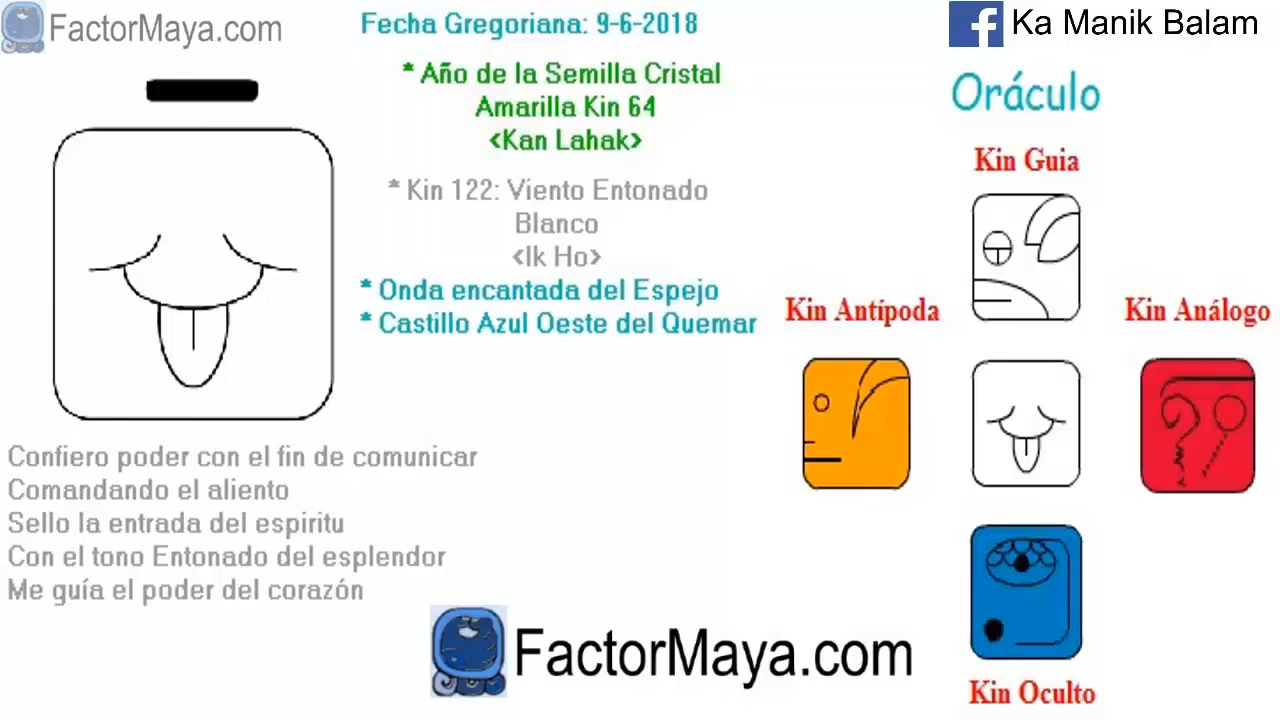 FactorMaya.com
Fecha Gregoriana: 9-6-2018
Ka Manik Balam
* Año de la Semilla Cristal
Amarilla Kin 64
<Kan Lahak>
* Kin 122: Viento Entonado
Blanco
<Ik Ho>
* Onda encantada del Espejo
* Castillo Azul Oeste del Quemar
Oráculo
Kin Guia
Kin Antípoda
Kin Análogo
Kin Oculto
Confiero poder con el fin de comunicar
Comandando el aliento
Sello la entrada del espiritu
Con el tono Entonado del esplendor
Me guía el poder del corazón
FactorMaya.com